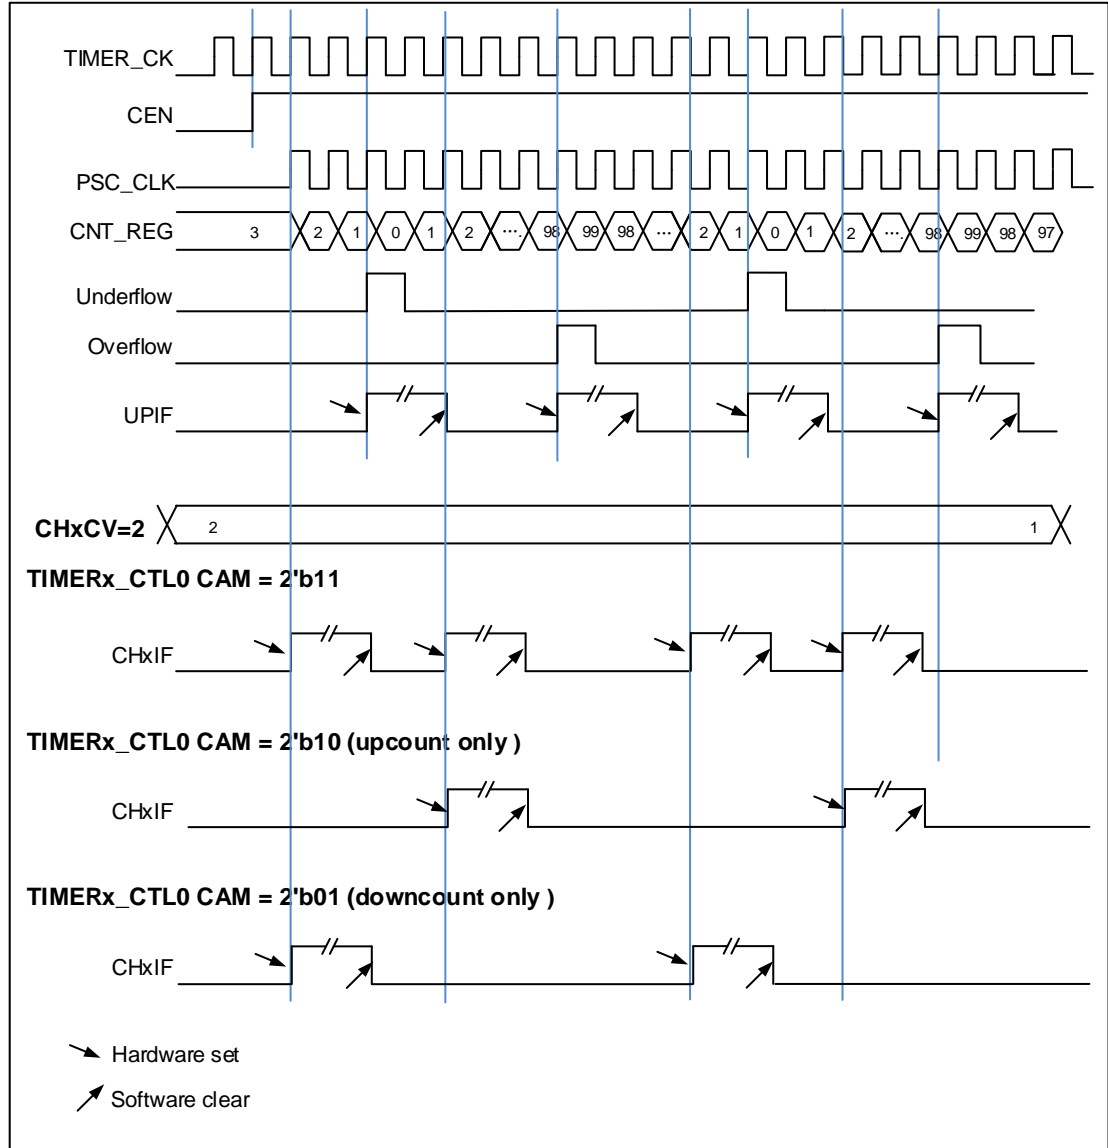 TIMER_CK
CEN
PSC_CLK
CNT_REG 3 2 1 0 1 2 .... 98 99 98 ... 2 1 0 1 2 .... 98 99 98 97
Underflow
Overflow
UPIF
CHxCV=2 2 1
TIMERx_CTL0 CAM = 2'b11
CHxIF
TIMERx_CTL0 CAM = 2'b10 (upcount only )
CHxIF
TIMERx_CTL0 CAM = 2'b01 (downcount only )
CHxIF
Hardware set
Software clear